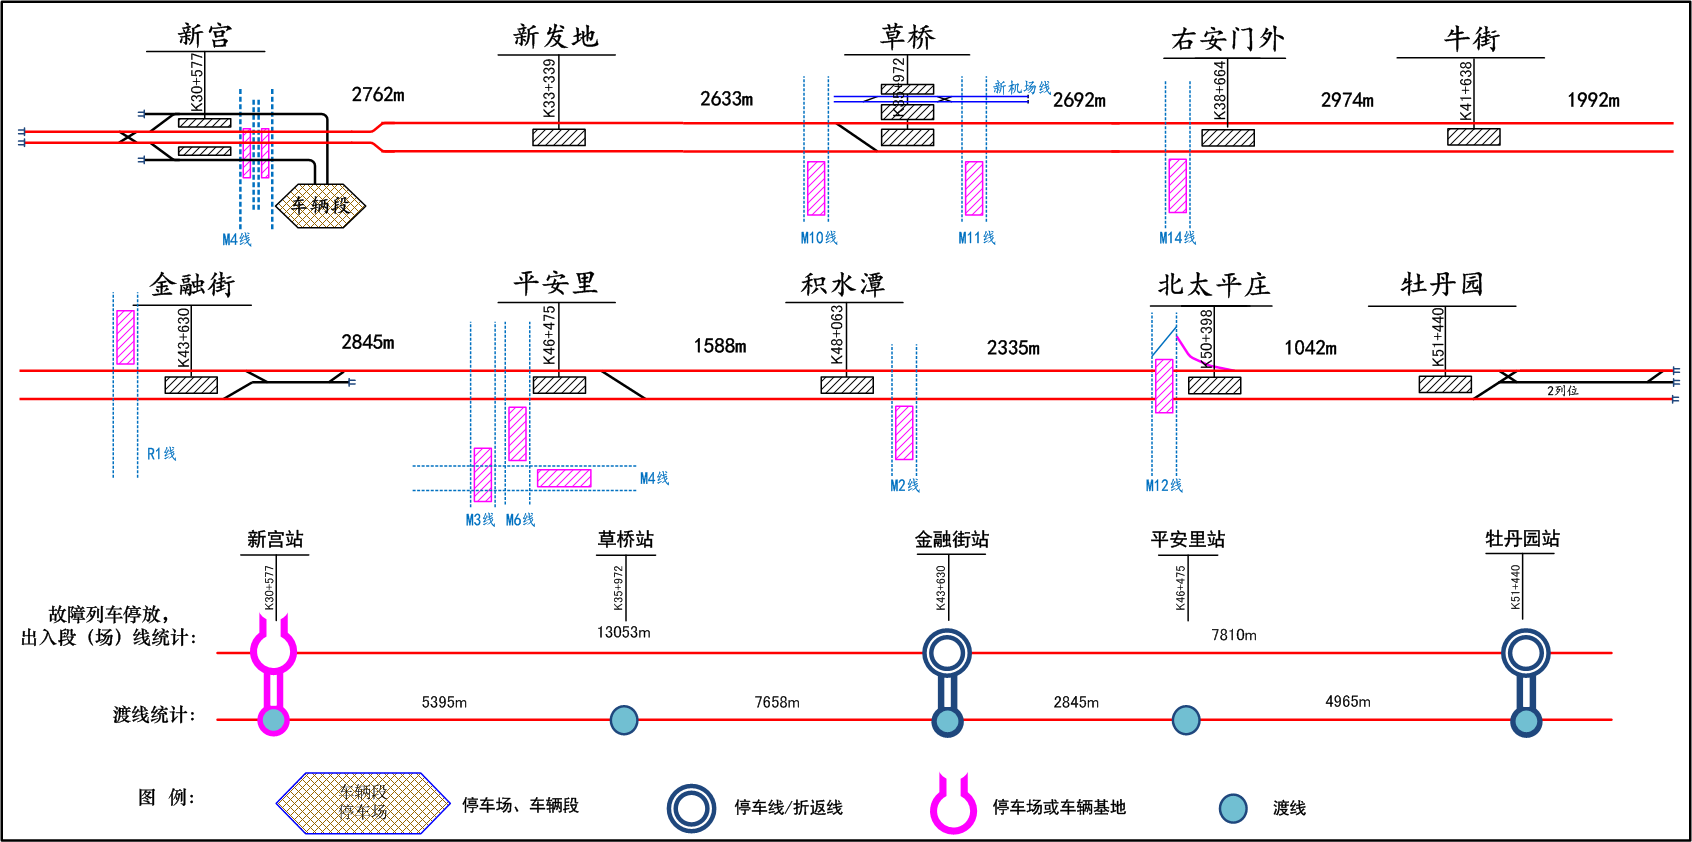 新宫
新发地
草桥
右安门外
牛街
K30+577
K33+339
K35+972
K38+664
K41+638
2762m
2633m
新机场线
2692m
2974m
1992m
车辆段
M4线
M10线
M11线
M14线
金融街
平安里
积水潭
北太平庄
牡丹园
K43+630
K46+475
K48+063
K50+398
K51+440
2845m
1588m
2335m
1042m
2列位
R1线
M4线
M3线
M6线
M2线
M12线
新宫站
草桥站
金融街站
平安里站
牡丹园站
K30+577
K35+972
K43+630
K46+475
K51+440
故障列车停放，
出入段（场）线统计：
13053m
7810m
渡线统计：
5395m
7658m
2845m
4965m
图 例：
车辆段
停车场
停车场、车辆段
停车线/折返线
停车场或车辆基地
渡线